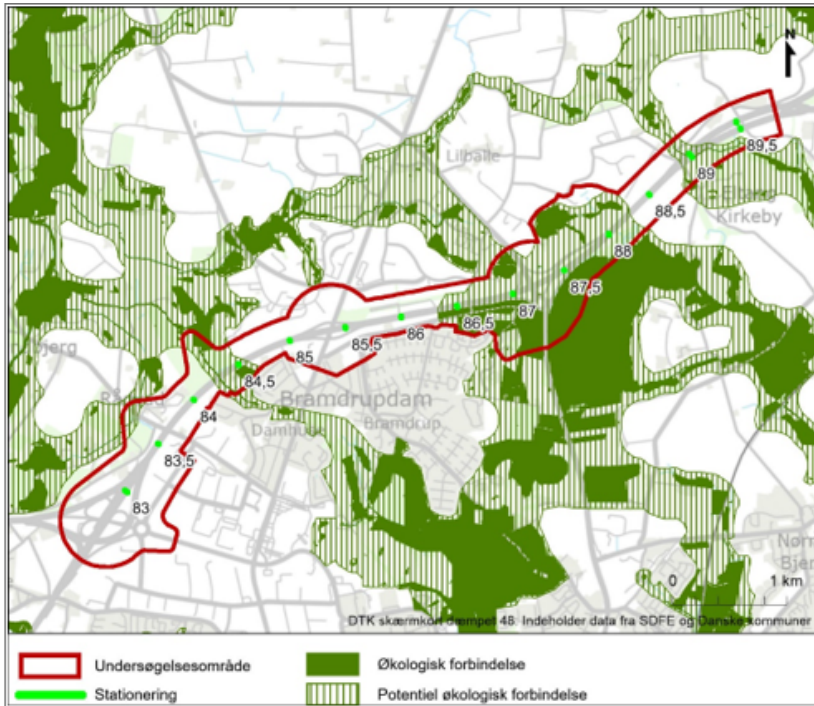 N
Lilballe
89,5
89
Eltang
Kirkeby
88,5
88
87,5
87
86,5
86
85,5
85
84,5
84
83,5
83
Bramdrupdam
Bramdrup
0
1 km
DTK skærmkort dæmpet 48: Indeholder data fra SDFE og Danske kommuner
Undersøgelsesområde
Økologisk forbindelse
Stationering
Potentiel økologisk forbindelse